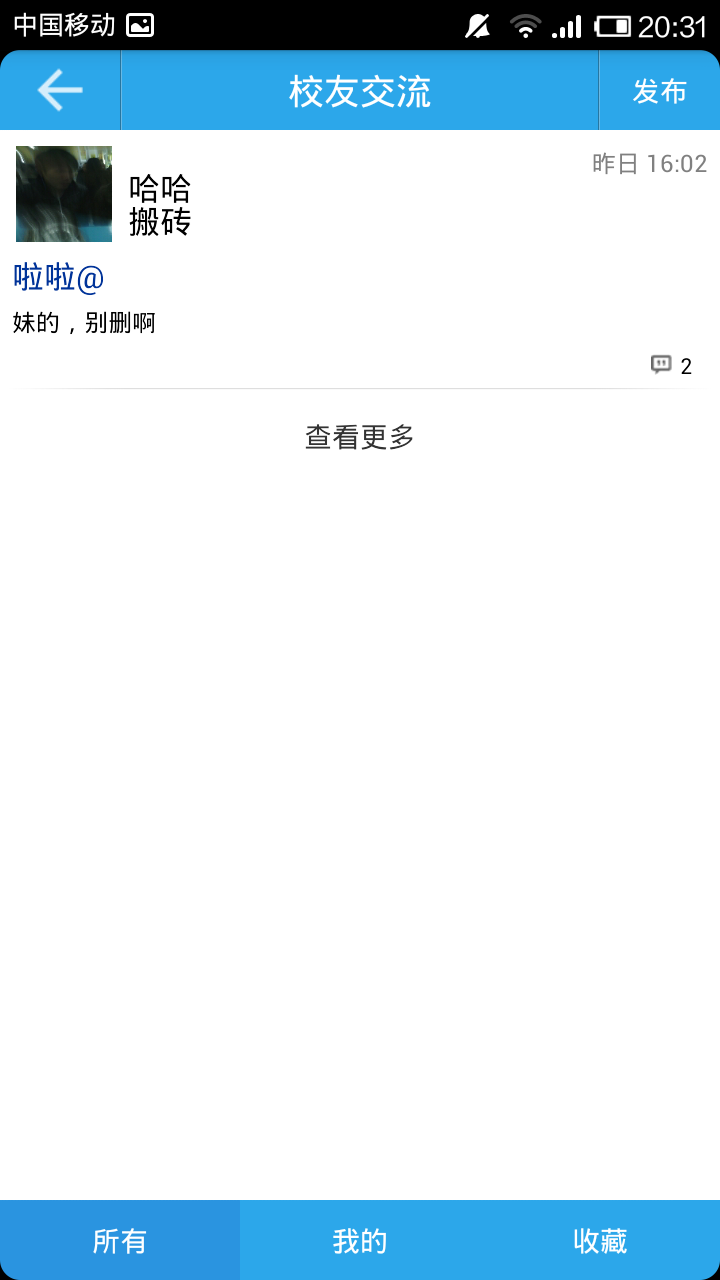 中国移动 20:31
校友交流 发布
昨日 16:02
哈哈
搬砖
啦啦@
妹的，别删啊
2
查看更多
所有 我的 收藏